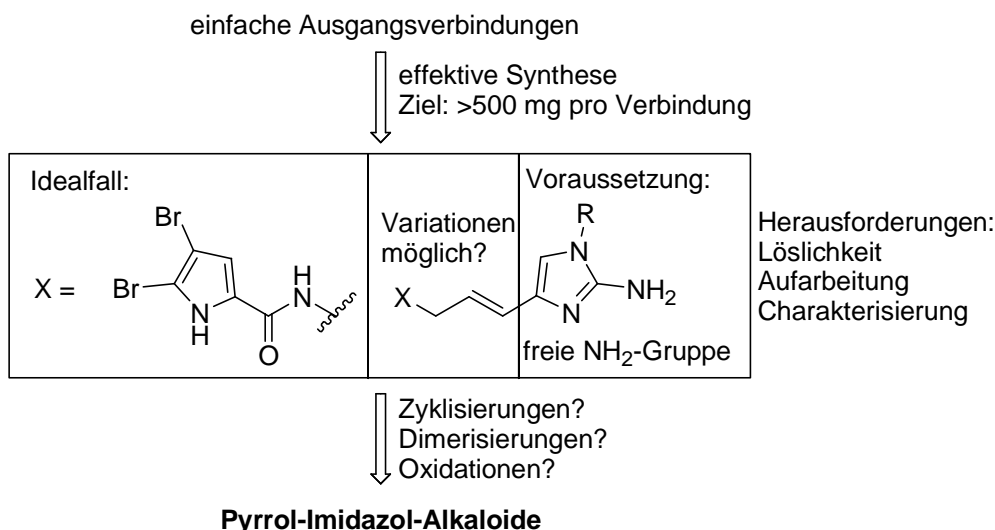 einfache Ausgangsverbindungen
effektive Synthese
Ziel: >500 mg pro Verbindung
Idealfall:
X =
Br
Br
N
H
O
H
N
Variationen
möglich?
X
Voraussetzung:
R
N
N
NH2
freie NH2-Gruppe
Herausforderungen:
Löslichkeit
Aufarbeitung
Charakterisierung
Zyklisierungen?
Dimerisierungen?
Oxidationen?
Pyrrol-Imidazol-Alkaloide